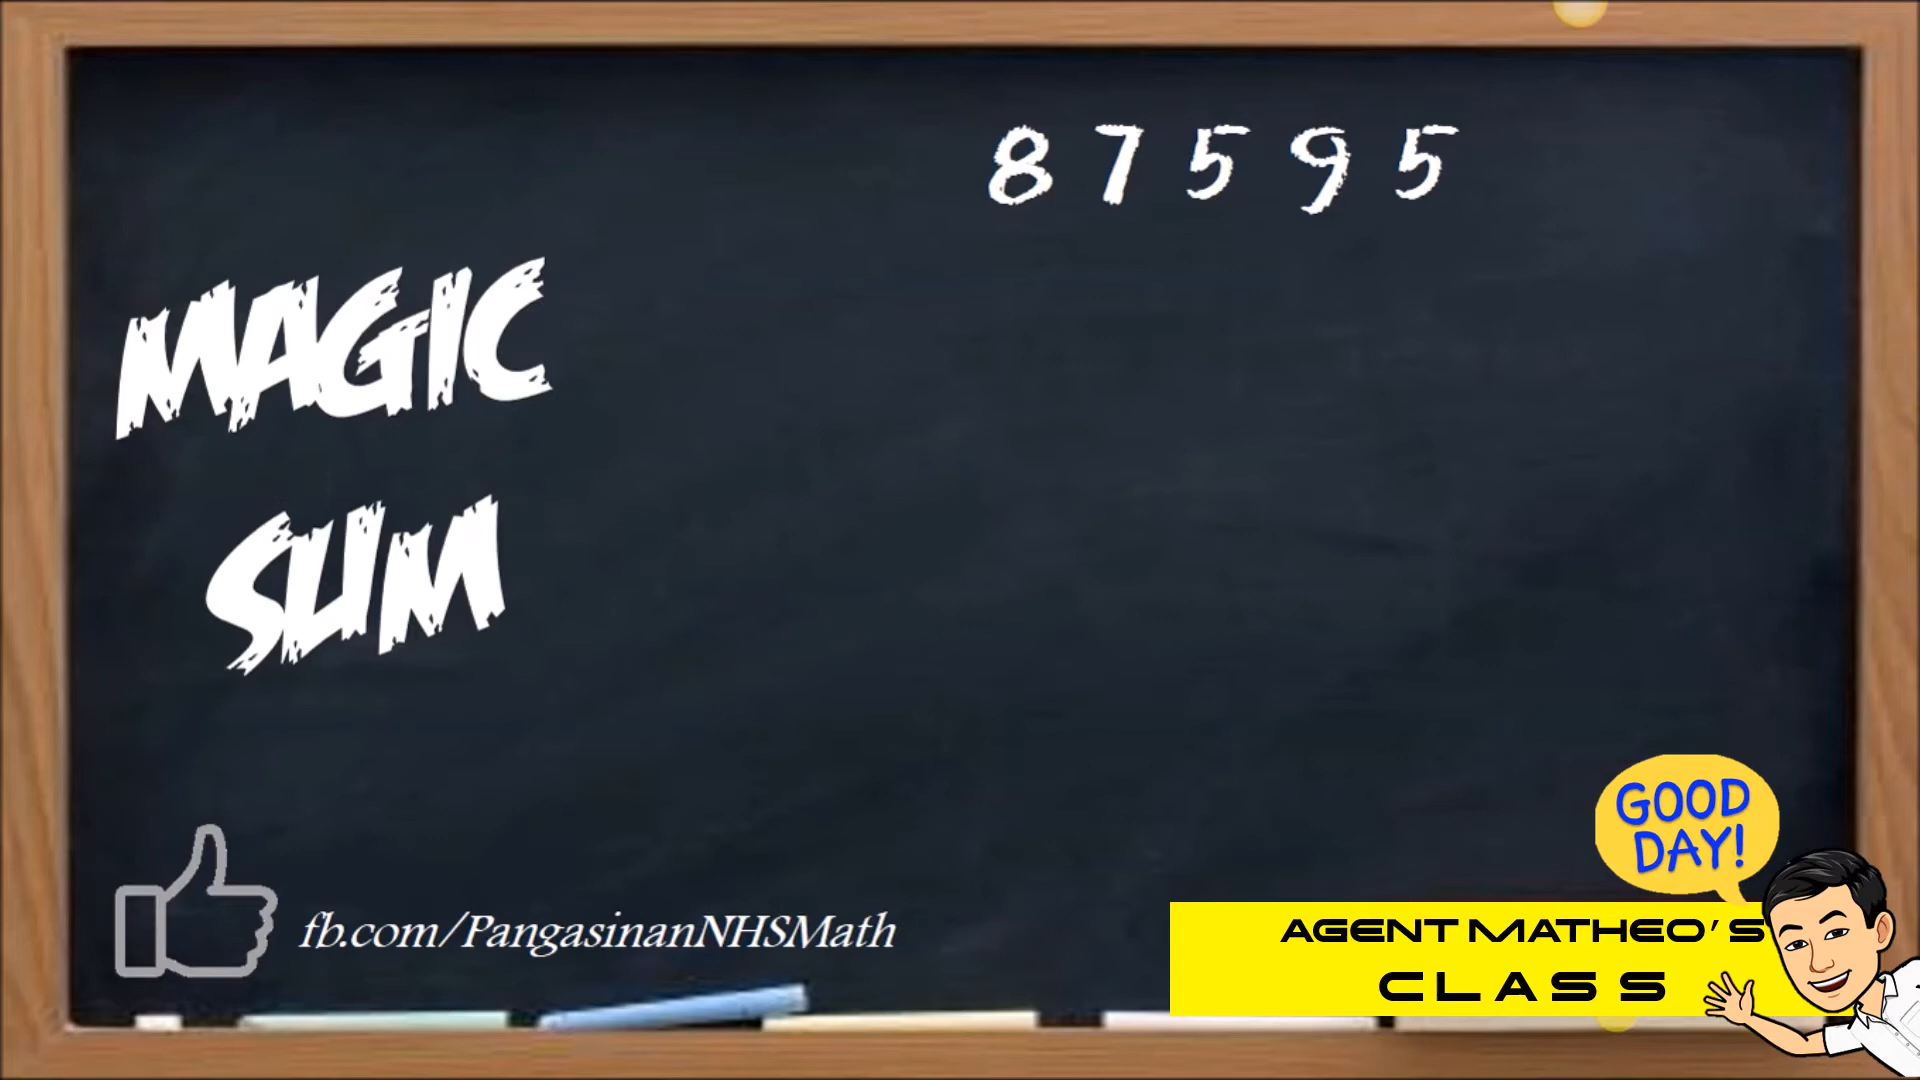 8 7 5 9 5
MAGIC
SUM
GOOD
DAY!
fb.com/PangasinanNHSMath
AGENT MATHEO'S
CLASS